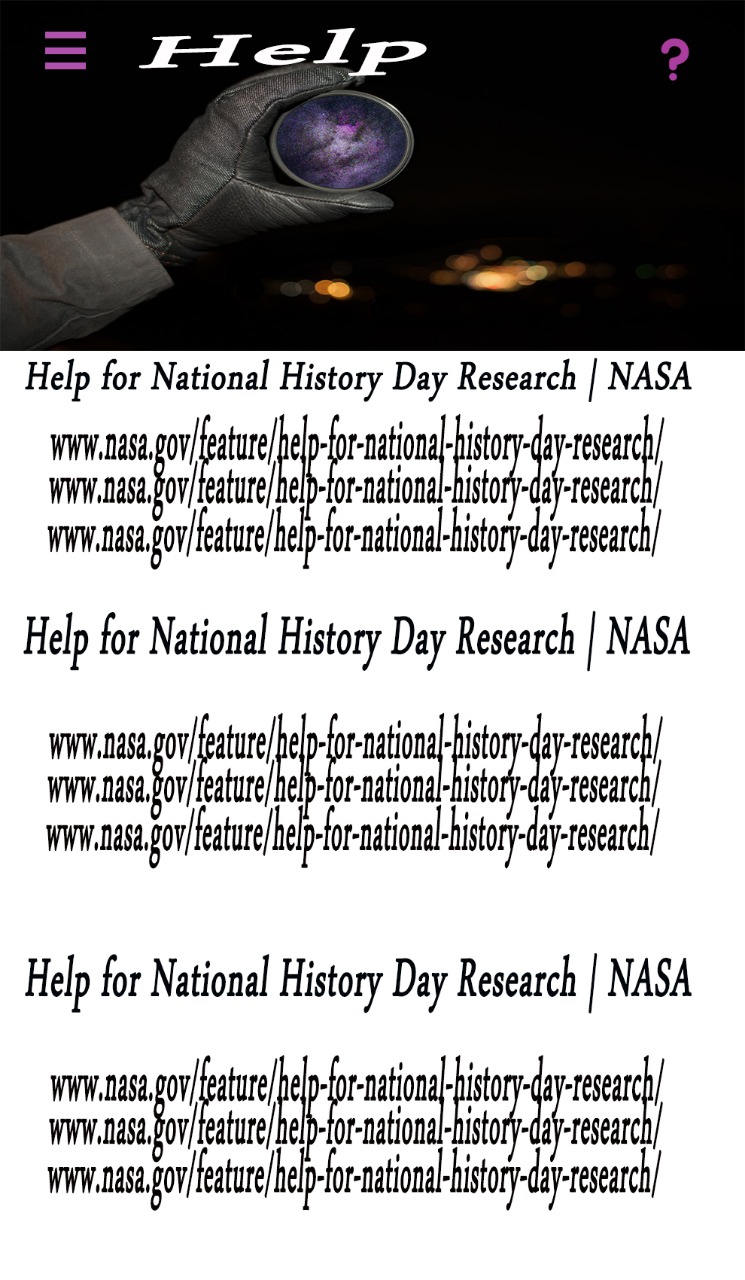 Help
?
Help for National History Day Research | NASA
www.nasa.gov/feature/help-for-national-history-day-research/
www.nasa.gov/feature/help-for-national-history-day-research/
www.nasa.gov/feature/help-for-national-history-day-research/
Help for National History Day Research | NASA
www.nasa.gov/feature/help-for-national-history-day-research/
www.nasa.gov/feature/help-for-national-history-day-research/
www.nasa.gov/feature/help-for-national-history-day-research/
Help for National History Day Research | NASA
www.nasa.gov/feature/help-for-national-history-day-research/
www.nasa.gov/feature/help-for-national-history-day-research/
www.nasa.gov/feature/help-for-national-history-day-research/